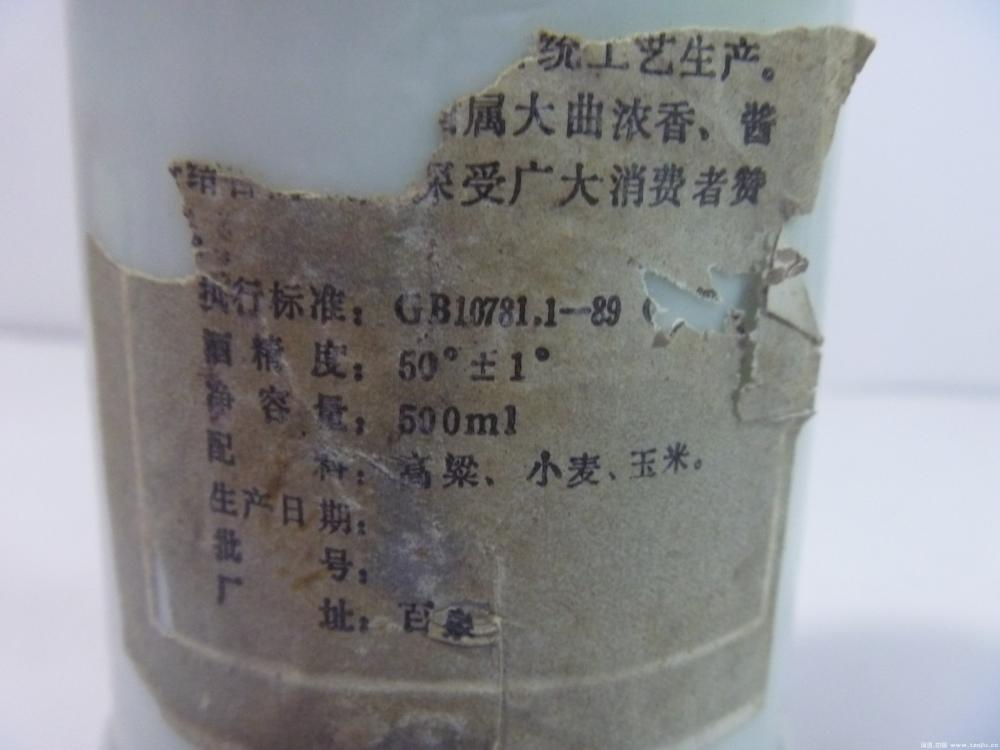 统工艺生产。
属大曲浓香、酱
受广大消费者赞
执行标准：GB10781.1—89
酒精度：50°±1°
净容量：500ml
配料：高粱、小麦、玉米。
生产日期：
批号：
厂址：百泉